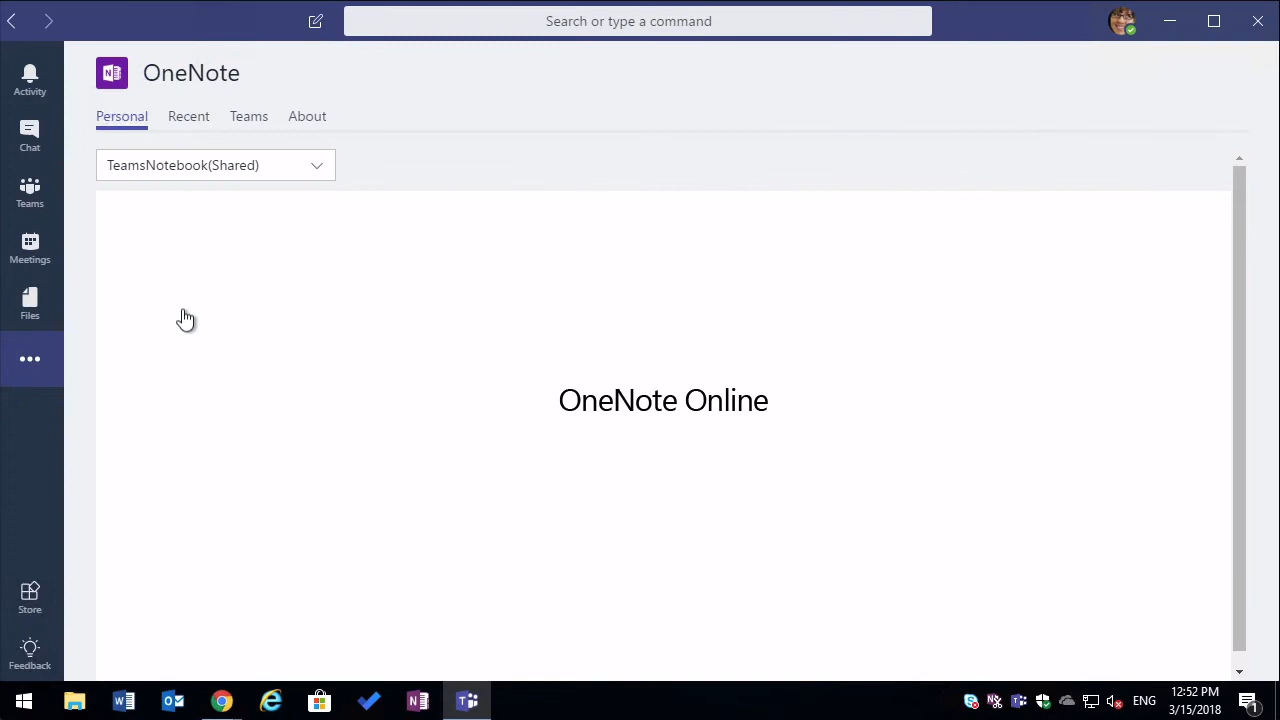 Search or type a command
Activity
Chat
Teams
Meetings
Files
Store
Feedback
OneNote
Personal Recent Teams About
TeamsNotebook(Shared)
OneNote Online
ENG
12:52 PM
3/15/2018
1